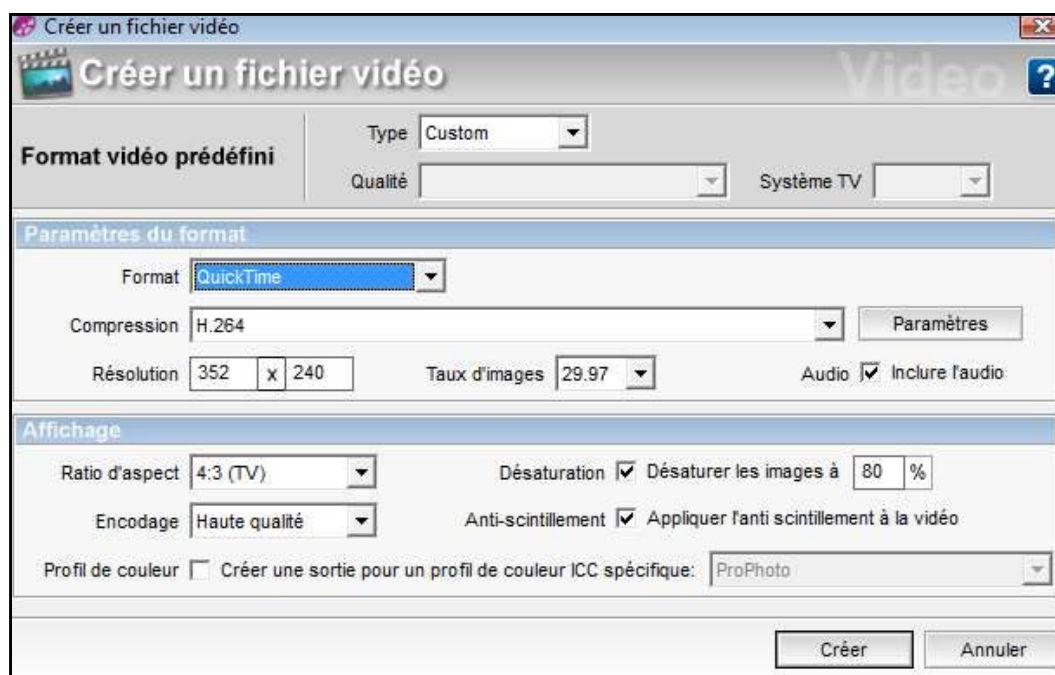 Créer un fichier vidéo
Créer un fichier vidéo
Video
?
Format vidéo prédéfini
Type Custom
Qualité
Système TV
Paramètres du format
Format QuickTime
Compression H.264 Paramètres
Résolution 352 x 240 Taux d'images 29.97 Audio Inclure l'audio
Affichage
Ratio d'aspect 4:3 (TV) Désaturation Désaturer les images à 80 %
Encodage Haute qualité Anti-scintillement Appliquer l'anti scintillement à la vidéo
Profil de couleur Créer une sortie pour un profil de couleur ICC spécifique: ProPhoto
Créer Annuler